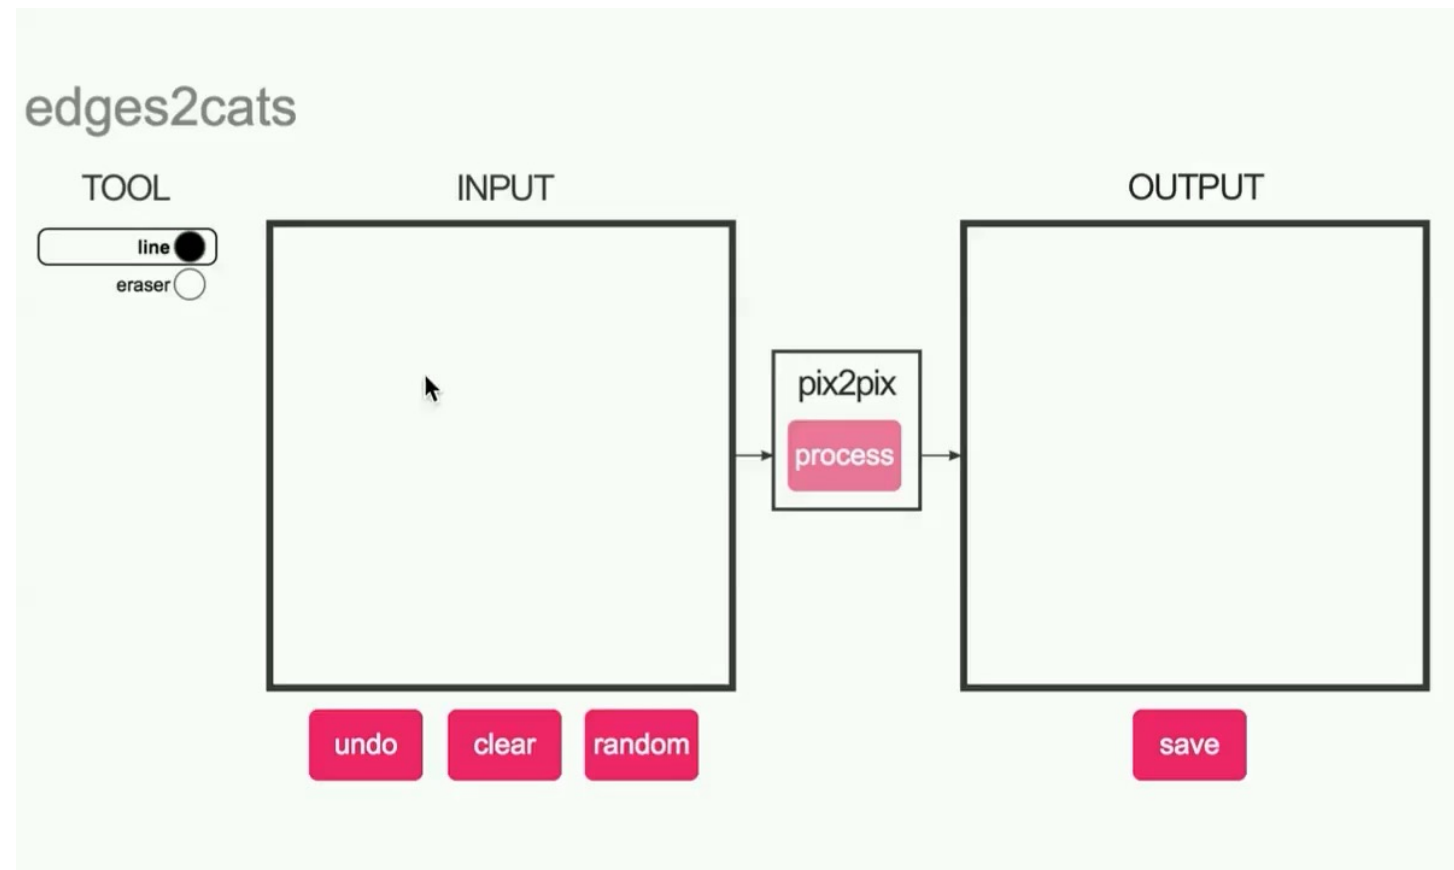 edges2cats
TOOL
INPUT
OUTPUT
line
eraser
pix2pix
process
undo
clear
random
save